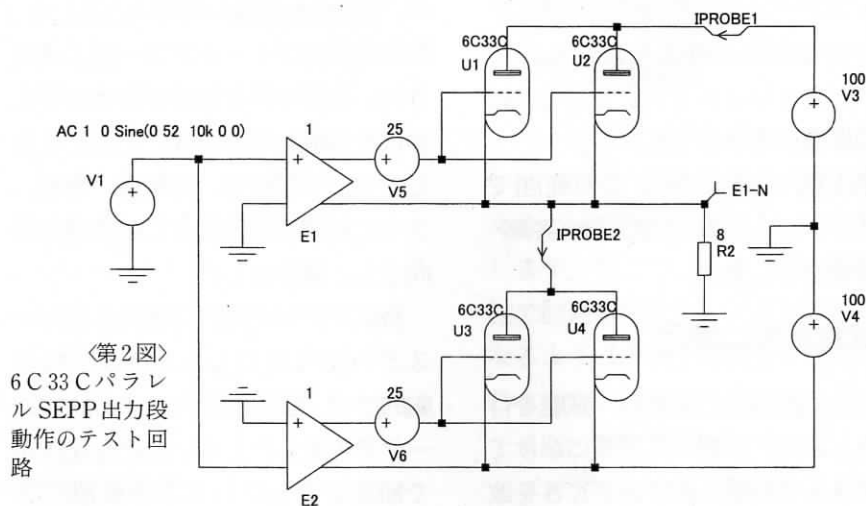 IPROBE1
6C33C
6C33C
U1
U2
100
V3
AC 1 0 Sine(0 52 10k 0 0)
1
25
V1
V5
E1-N
E1
IPROBE2
8
R2
6C33C
6C33C
U3
U4
100
V4
〈第2図〉
6C33Cパラレ
ルSEPP出力段
動作のテスト回
路
1
25
V6
E2